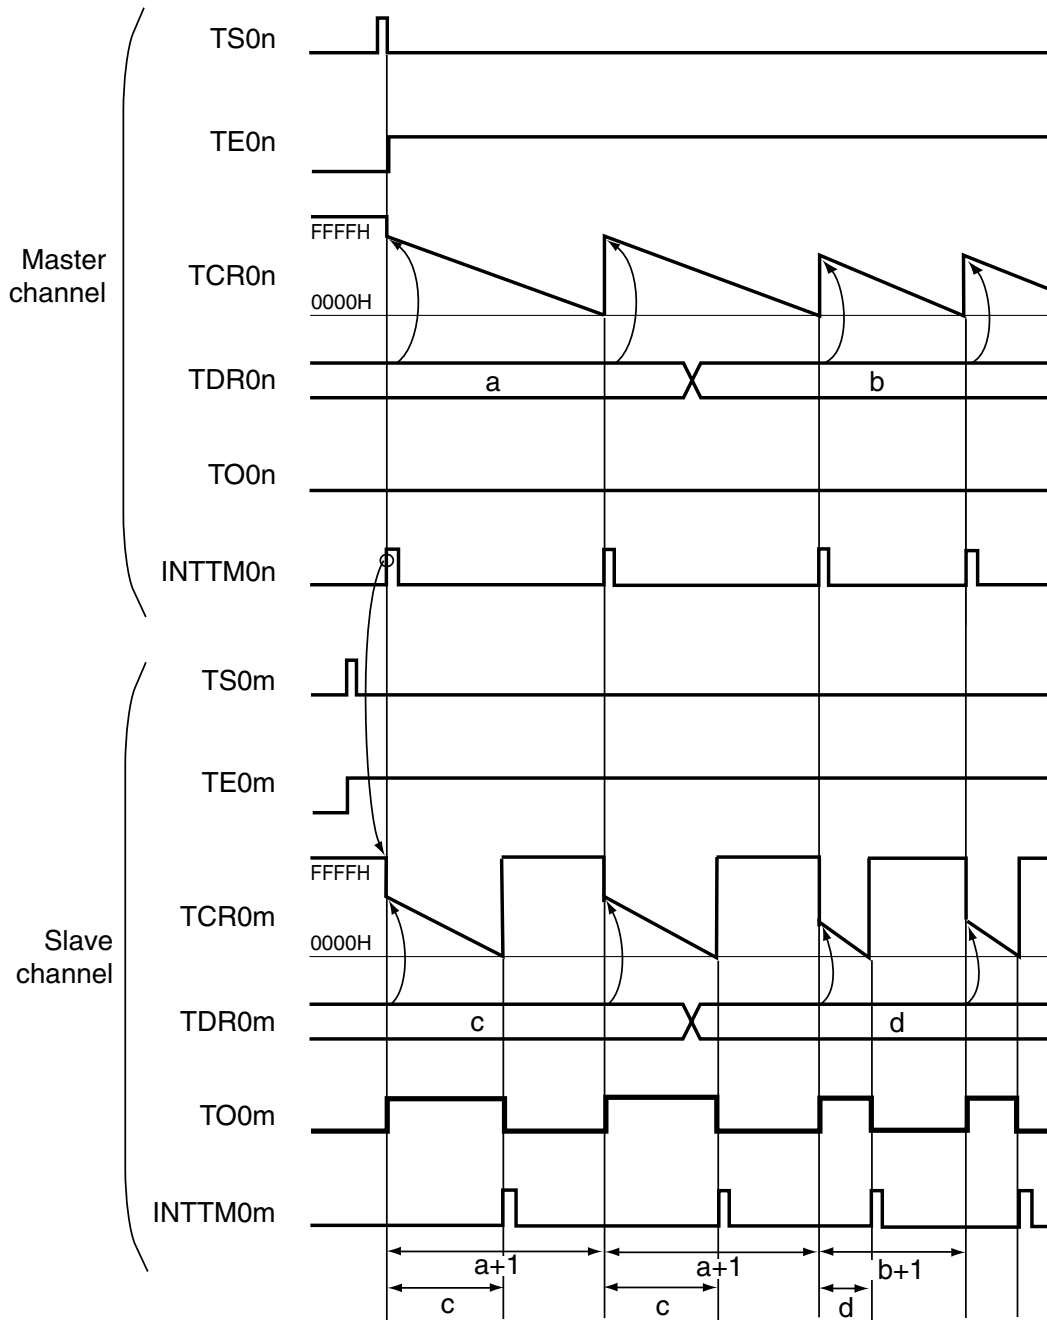 TS0n
TE0n
FFFFH
Master
channel
TCR0n
0000H
TDR0n
a
b
TO0n
INTTM0n
TS0m
TE0m
FFFFH
TCR0m
Slave
channel
0000H
TDR0m
c
d
TO0m
INTTM0m
a+1
a+1
b+1
c
c
d